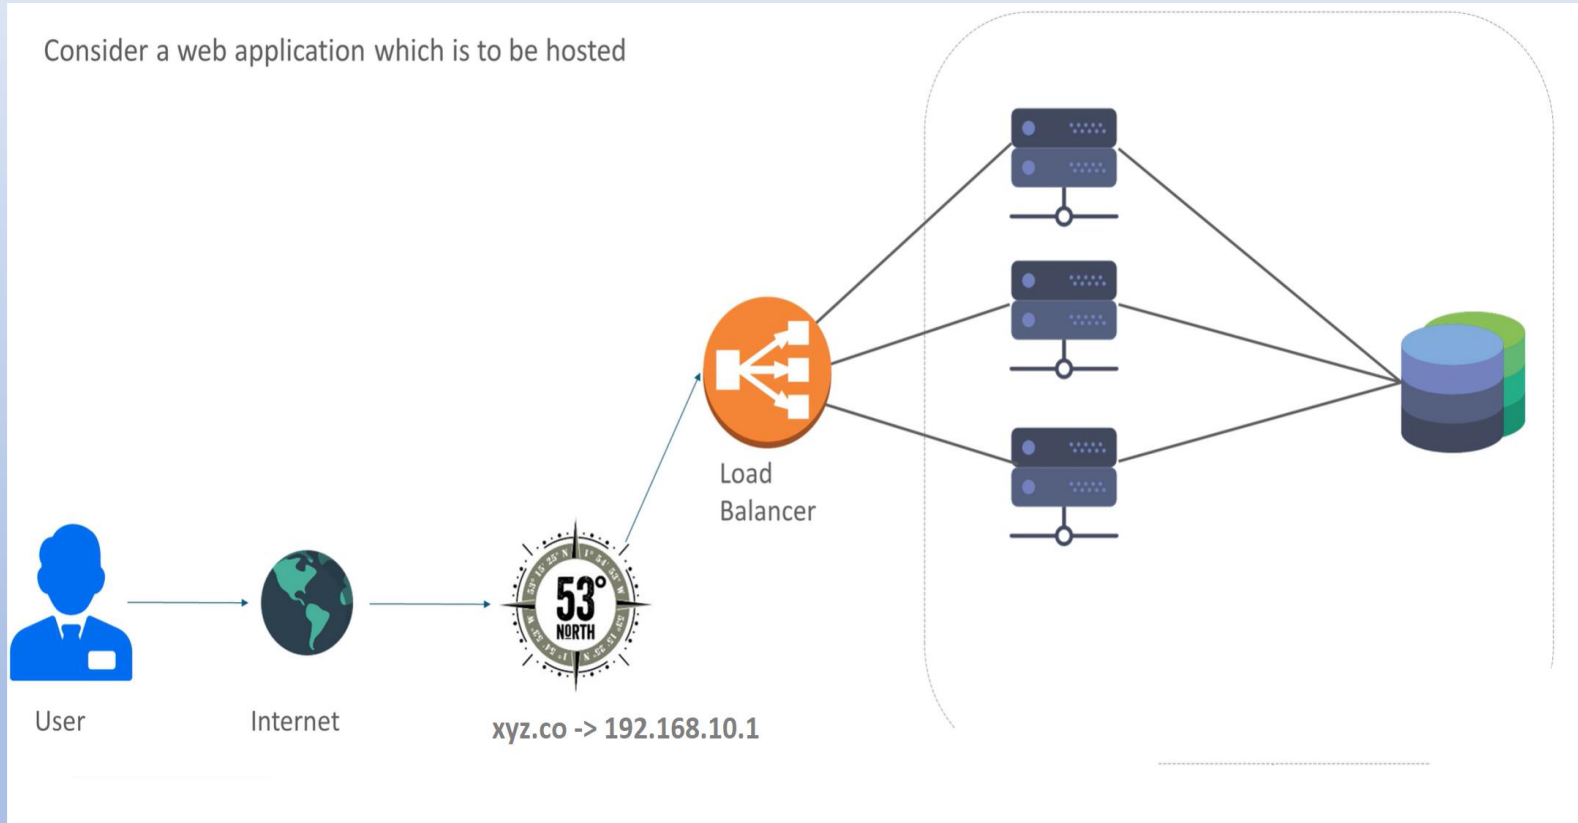 Consider a web application which is to be hosted
Load
Balancer
53°
NORTH
User
Internet
xyz.co -> 192.168.10.1